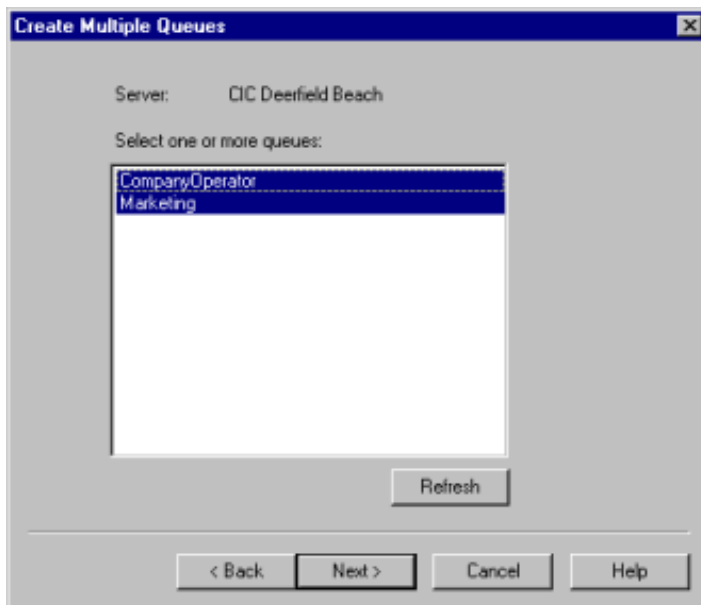 Create Multiple Queues
Server: CIC Deerfield Beach
Select one or more queues:
CompanyOperator
Marketing
Refresh
< Back Next > Cancel Help